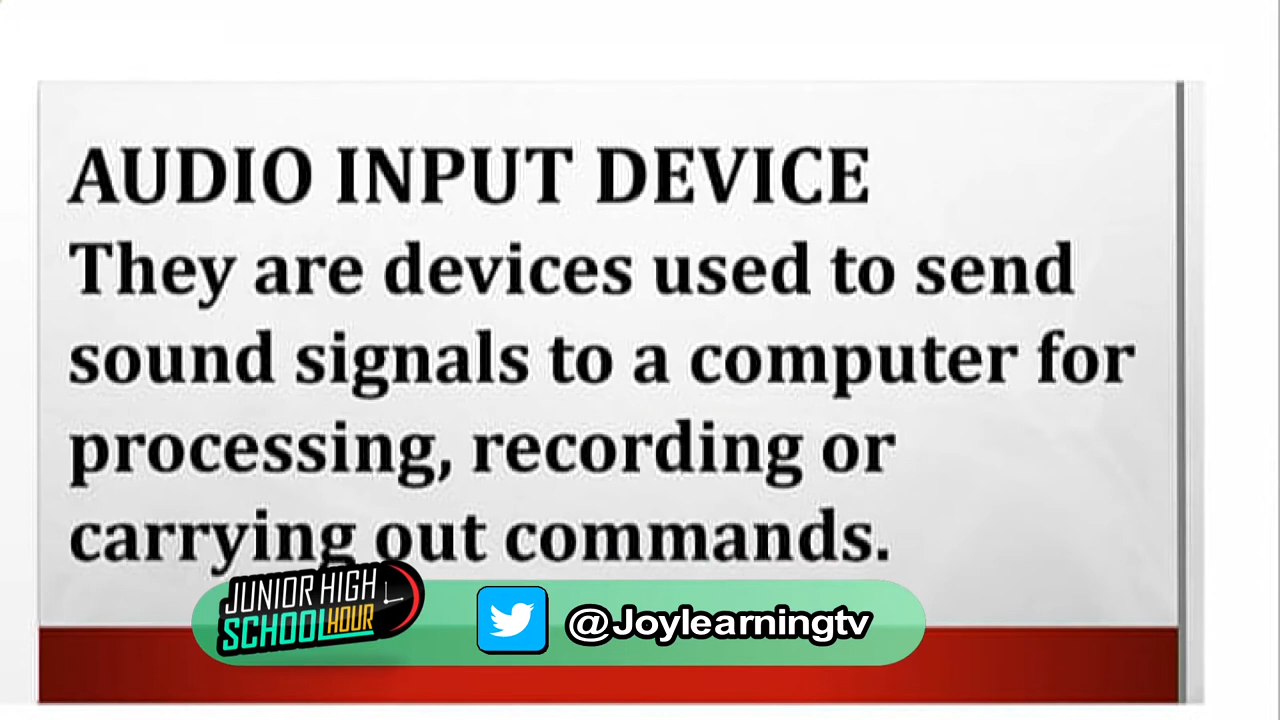 AUDIO INPUT DEVICE
They are devices used to send
sound signals to a computer for
processing, recording or
carrying out commands.
JUNIOR HIGH
SCHOOL HOUR
@Joylearningtv